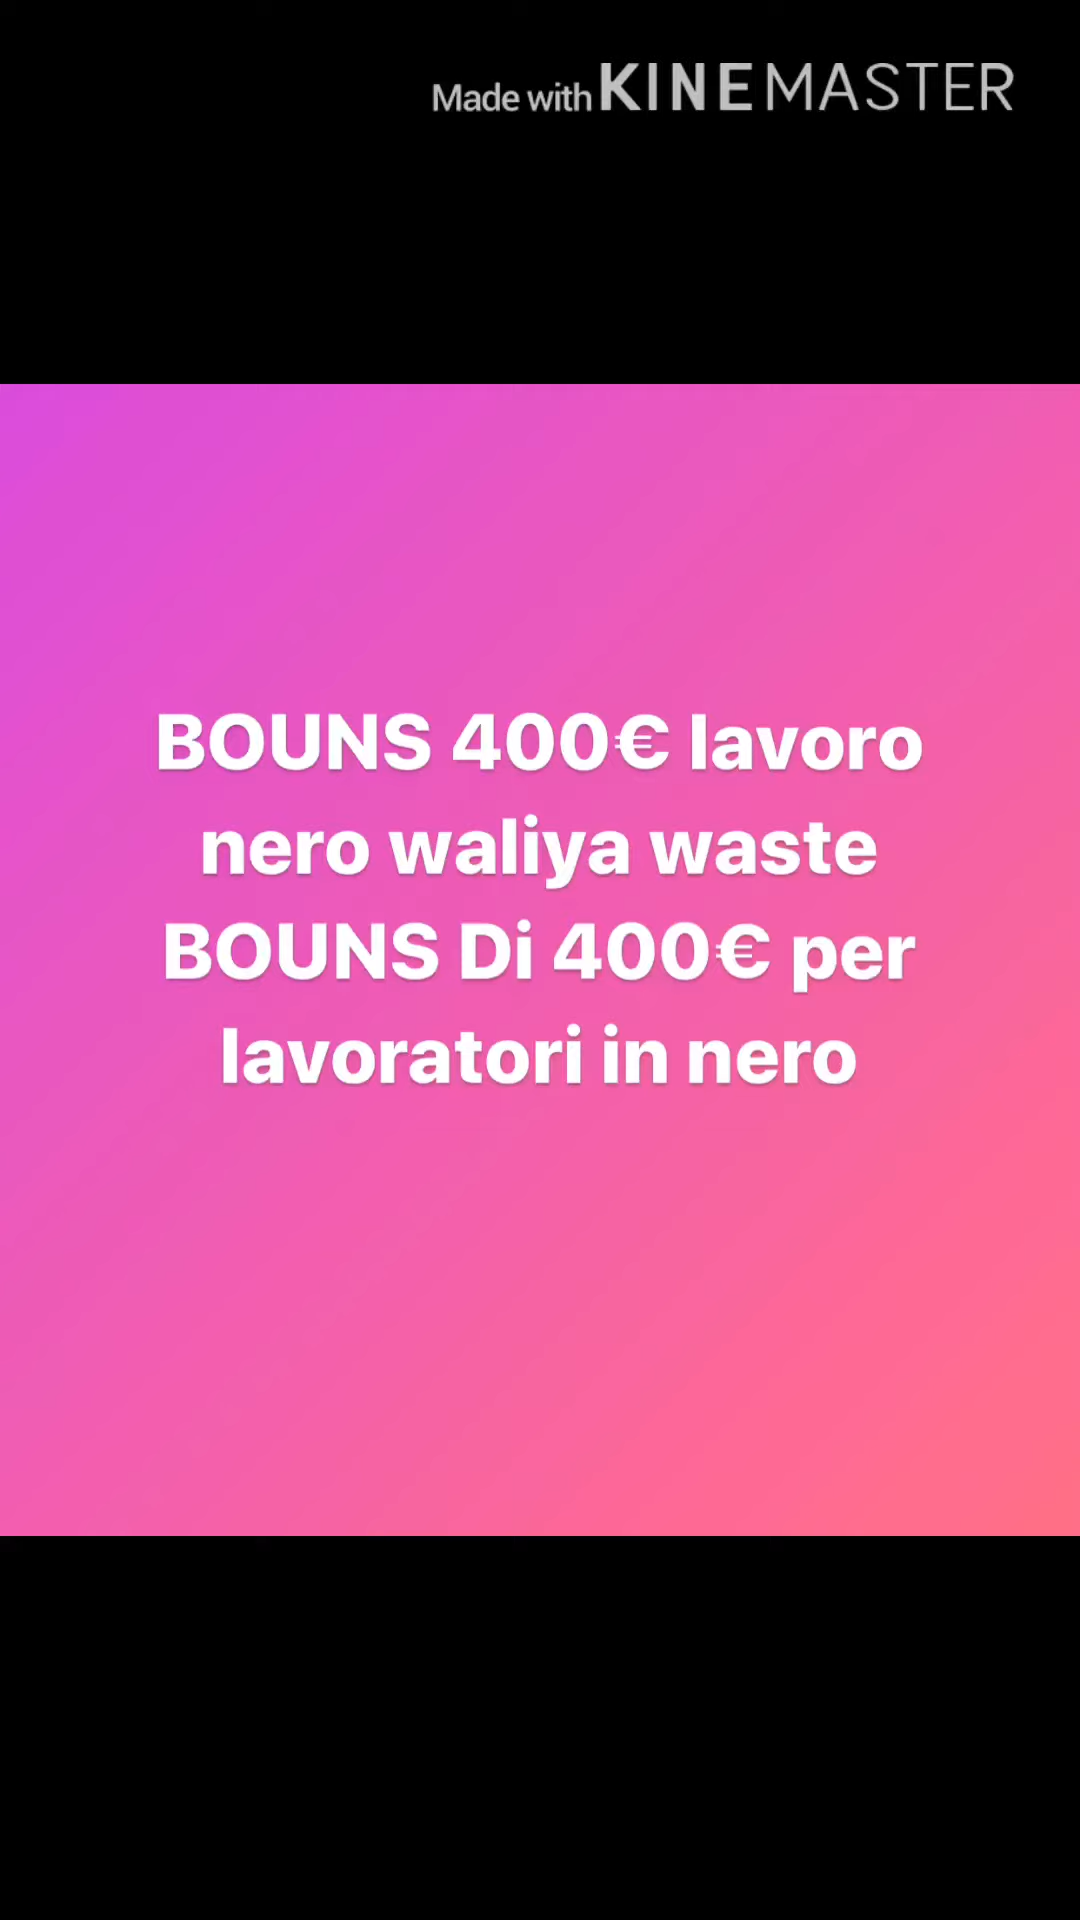 Made with KINEMASTER
BOUNS 400€ lavoro
nero waliya waste
BOUNS Di 400€ per
lavoratori in nero